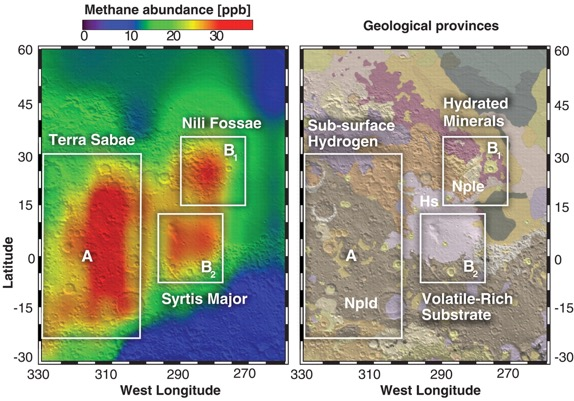 Methane abundance [ppb]
0 10 20 30
Geological provinces
60 60
45 45
30 30
15 15
0 0
-15 -15
-30 -30
Latitude
Nili Fossae
Terra Sabae
B1
A
B2
Syrtis Major
330 310 290 270
West Longitude
Hydrated
Minerals
Sub-surface
Hydrogen
B1
Nple
Hs
A
B2
Npld
Volatile-Rich
Substrate
330 310 290 270
West Longitude